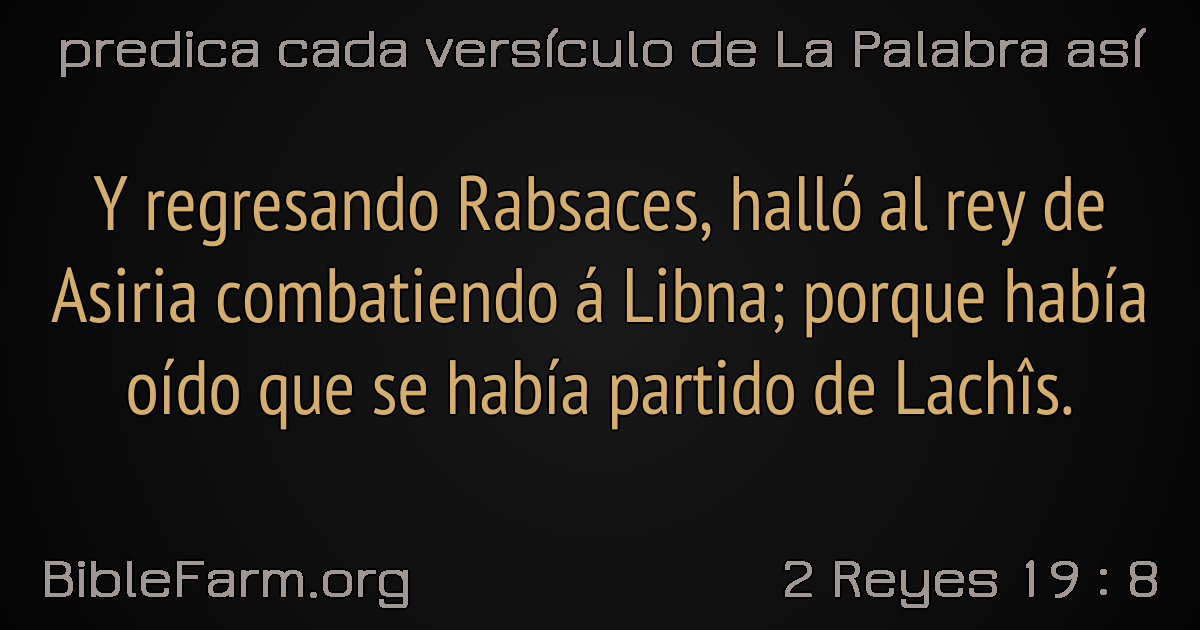 predica cada versículo de La Palabra así
Y regresando Rabsaces, halló al rey de
Asiria combatiendo á Libna; porque había
oído que se había partido de Lachîs.
BibleFarm.org
2 Reyes 19 : 8